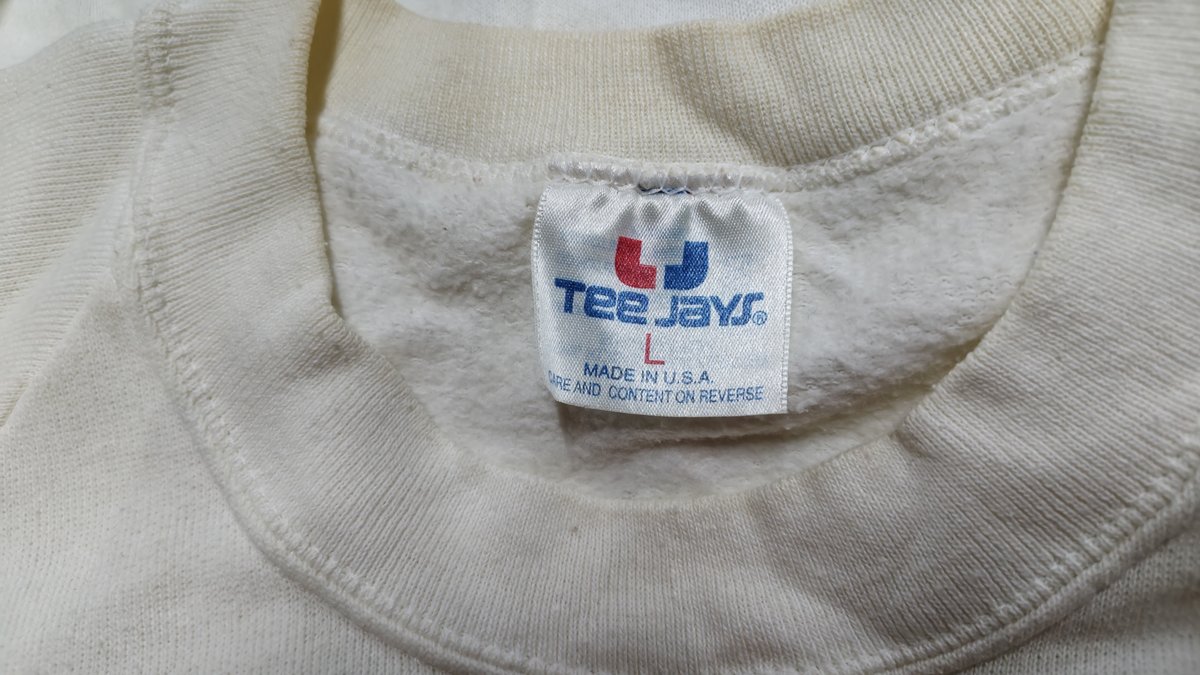 Tee Jays®
L
MADE IN U.S.A.
CARE AND CONTENT ON REVERSE